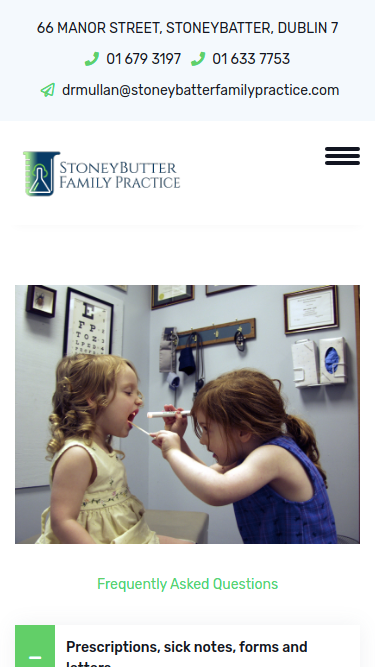 66 MANOR STREET, STONEYBATTER, DUBLIN 7
01 679 3197 01 633 7753
drmullan@stoneybatterfamilypractice.com
STONEYBUTTER
FAMILY PRACTICE
E
F P
Frequently Asked Questions
Prescriptions, sick notes, forms and
letters